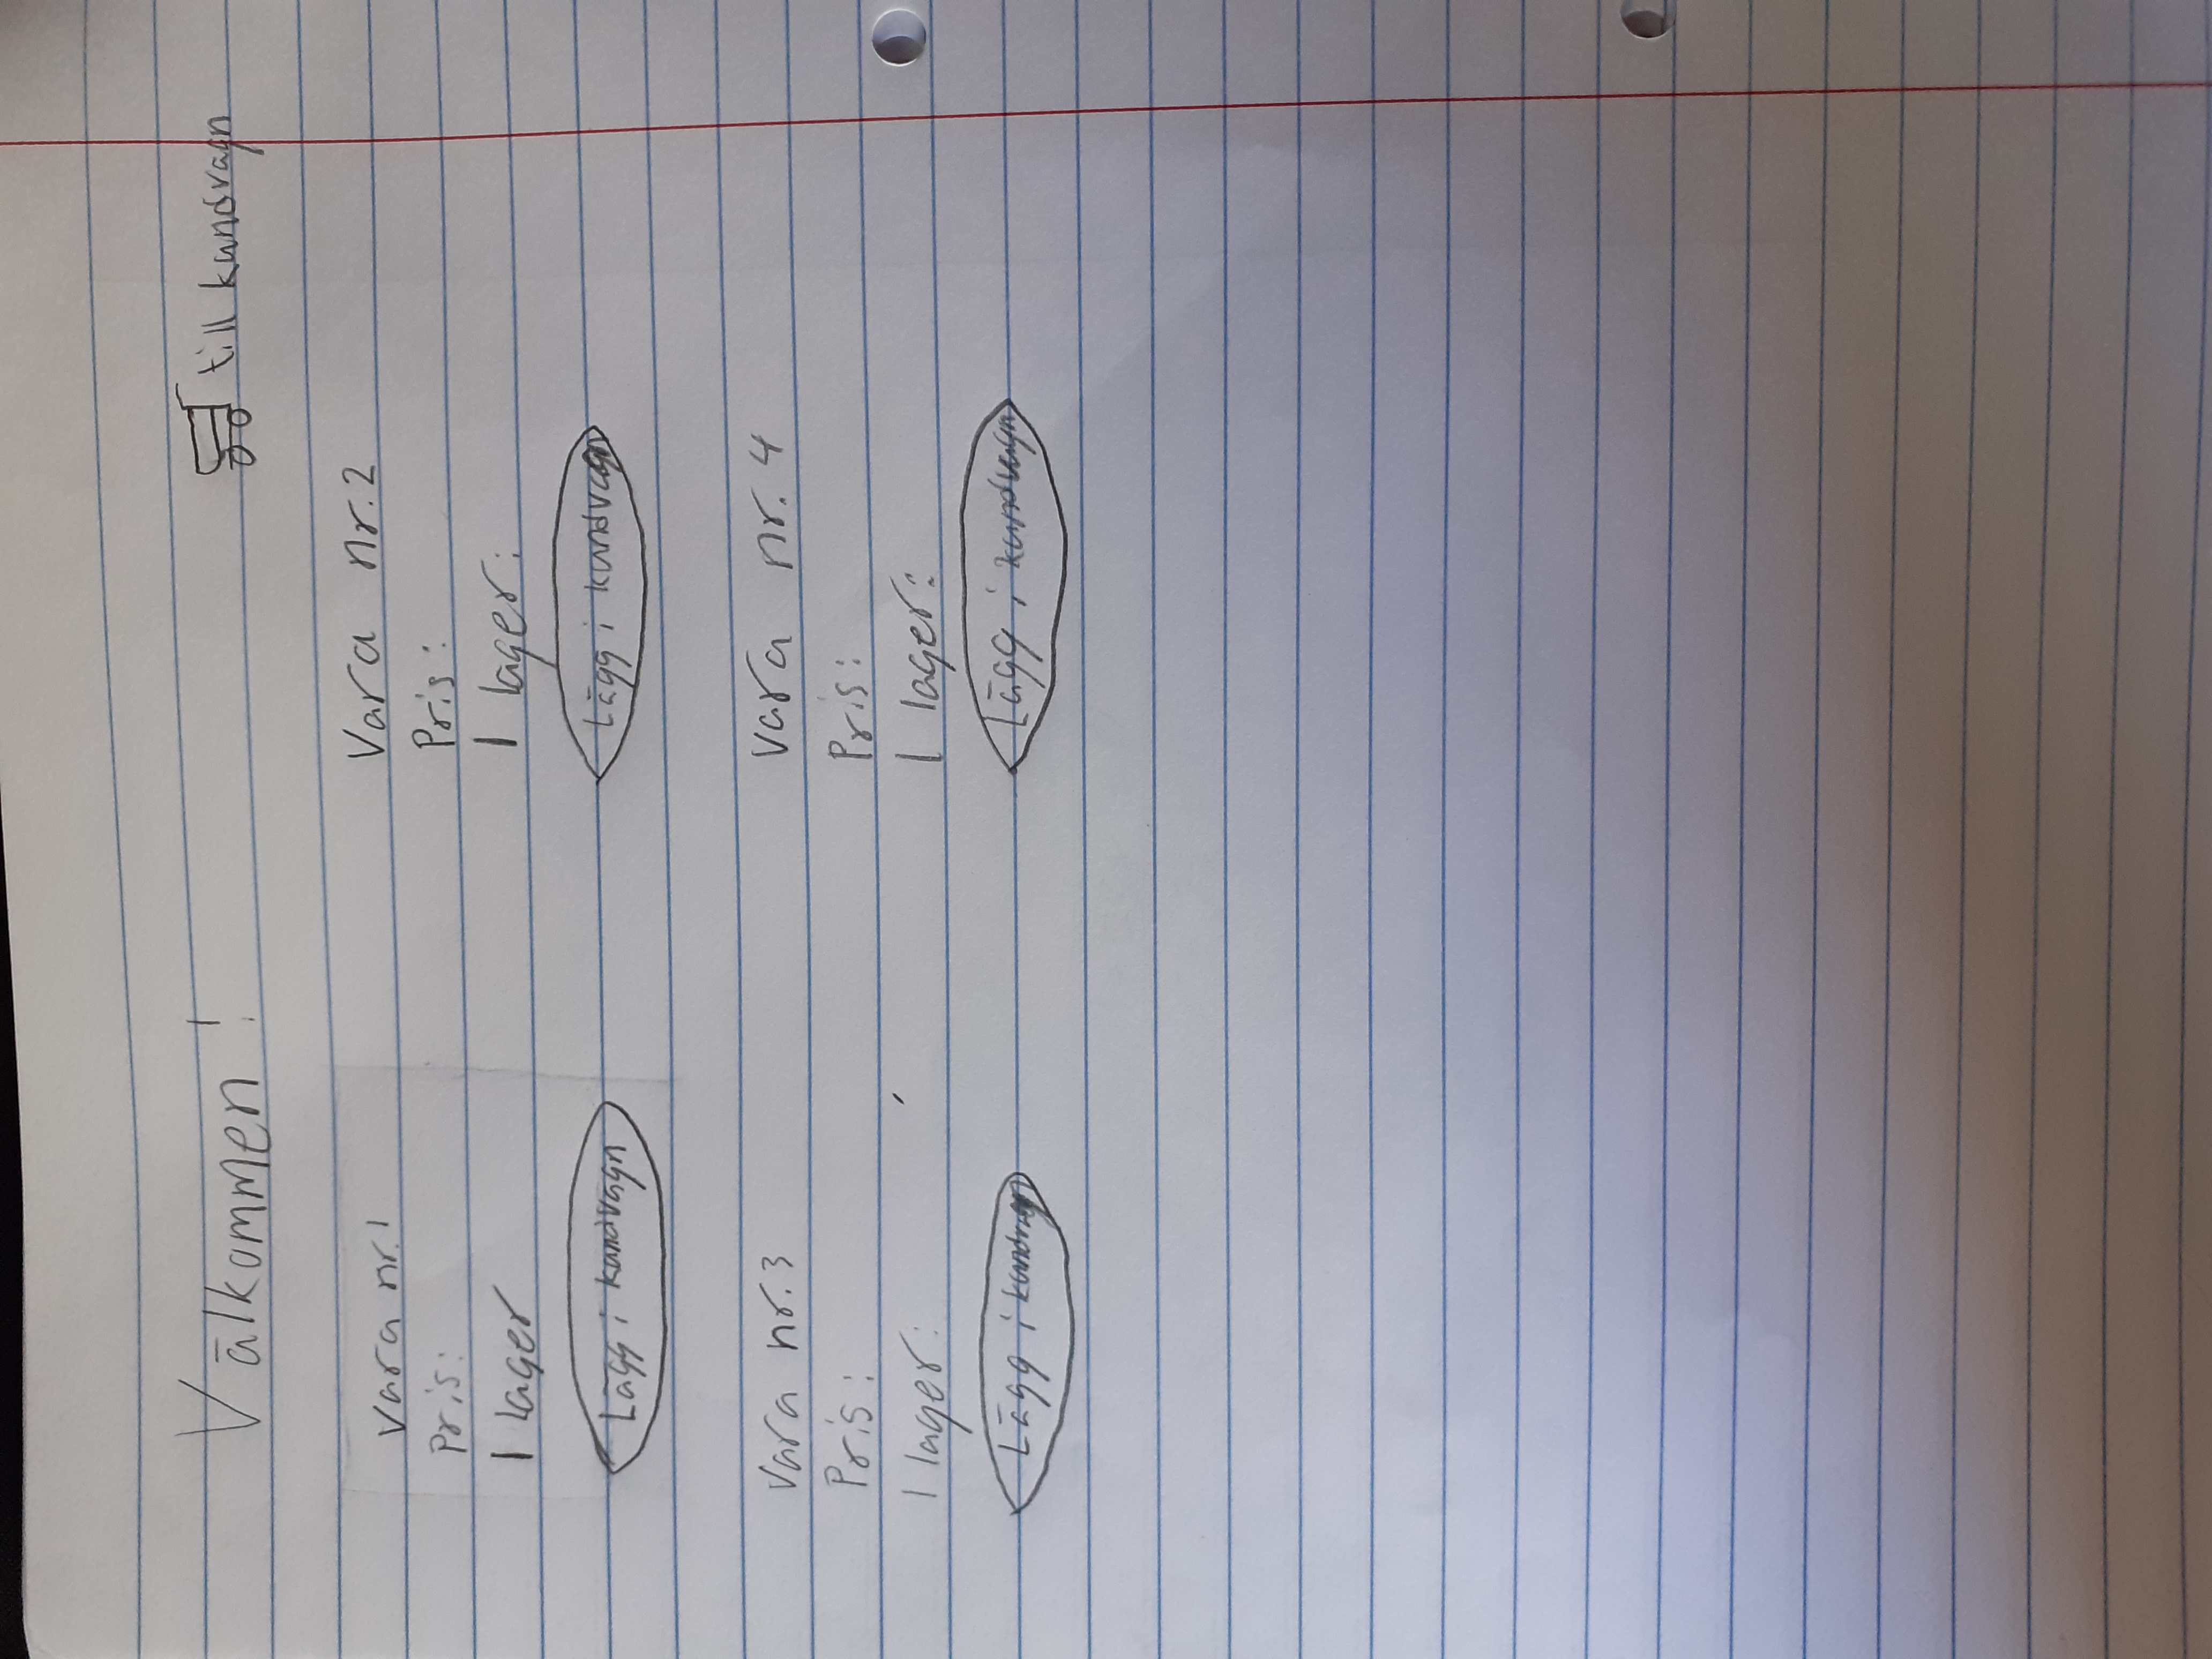 Välkommen! till kundvagn
Vara nr.1
Pris:
I lager
Lägg i kundvagn
Vara nr.2
Pris:
I lager:
Lägg i kundvagn
Vara nr.3
Pris:
I lager:
Lägg i kundvagn
Vara nr. 4
Pris:
I lager:
Lägg i kundvagn